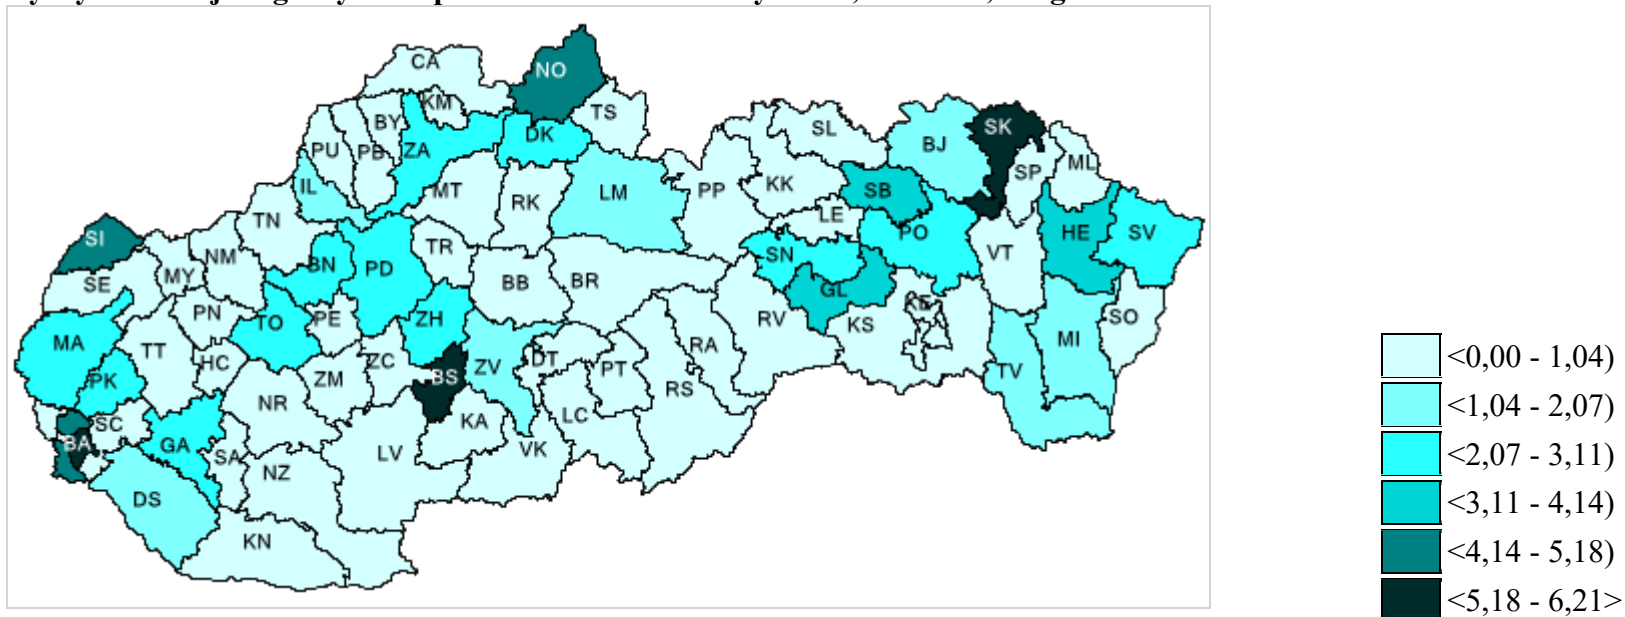 CA
NO
KM
TS
BY
DK
SL
SK
PU
PB
ZA
BJ
SP
ML
IL
MT
RK
LM
PP
KK
SB
TN
LE
SI
TR
PO
HE
SV
NM
BN
PD
SN
VT
MY
SE
BB
BR
GL
KE
PN
TO
PE
ZH
RV
KS
SO
MA
TT
HC
ZC
DT
RA
MI
PK
ZM
BS
ZV
PT
TV
NR
RS
SC
KA
LC
BA
GA
SA
LV
VK
NZ
DS
KN
<0,00 - 1,04)
<1,04 - 2,07)
<2,07 - 3,11)
<3,11 - 4,14)
<4,14 - 5,18)
<5,18 - 6,21>